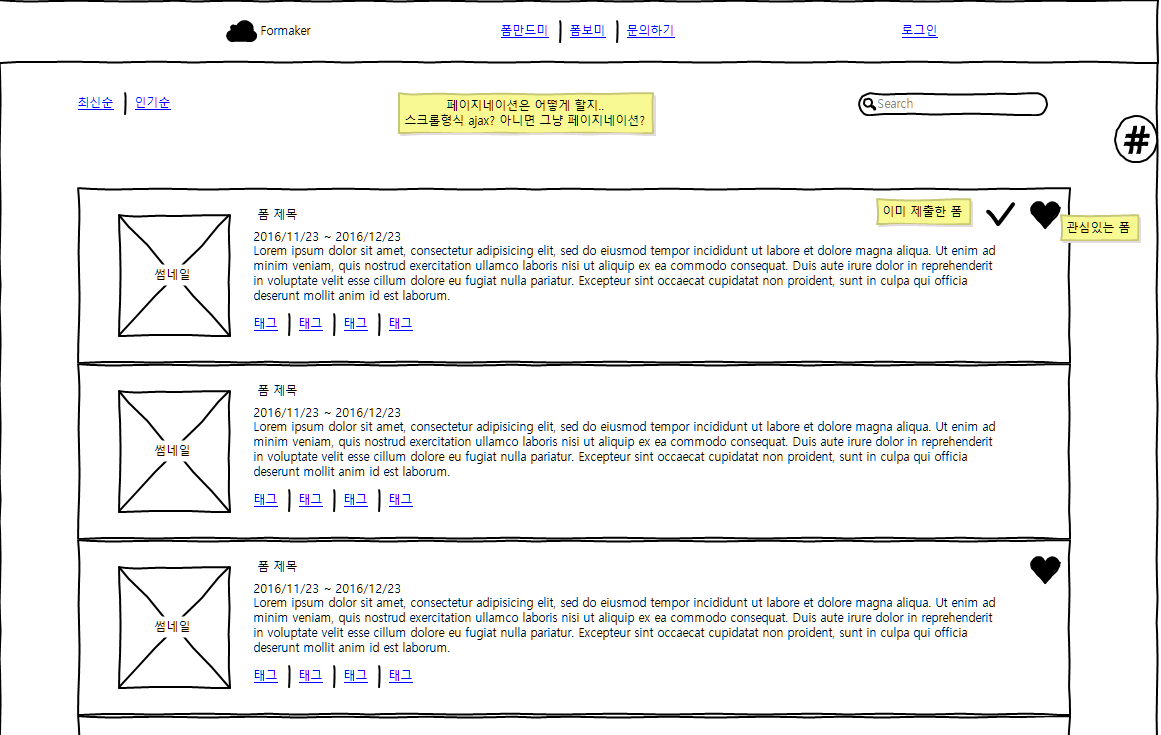 Formaker
폼만드미 폼보미 문의하기
로그인
최신순 인기순
페이지네이션은 어떻게 할지..
스크롤형식 ajax? 아니면 그냥 페이지네이션?
Search
#
폼 제목
이미 제출한 폼
관심있는 폼
썸네일
2016/11/23 ~ 2016/12/23
Lorem ipsum dolor sit amet, consectetur adipisicing elit, sed do eiusmod tempor incididunt ut labore et dolore magna aliqua. Ut enim ad
minim veniam, quis nostrud exercitation ullamco laboris nisi ut aliquip ex ea commodo consequat. Duis aute irure dolor in reprehenderit
in voluptate velit esse cillum dolore eu fugiat nulla pariatur. Excepteur sint occaecat cupidatat non proident, sunt in culpa qui officia
deserunt mollit anim id est laborum.
태그 태그 태그 태그
폼 제목
썸네일
2016/11/23 ~ 2016/12/23
Lorem ipsum dolor sit amet, consectetur adipisicing elit, sed do eiusmod tempor incididunt ut labore et dolore magna aliqua. Ut enim ad
minim veniam, quis nostrud exercitation ullamco laboris nisi ut aliquip ex ea commodo consequat. Duis aute irure dolor in reprehenderit
in voluptate velit esse cillum dolore eu fugiat nulla pariatur. Excepteur sint occaecat cupidatat non proident, sunt in culpa qui officia
deserunt mollit anim id est laborum.
태그 태그 태그 태그
폼 제목
썸네일
2016/11/23 ~ 2016/12/23
Lorem ipsum dolor sit amet, consectetur adipisicing elit, sed do eiusmod tempor incididunt ut labore et dolore magna aliqua. Ut enim ad
minim veniam, quis nostrud exercitation ullamco laboris nisi ut aliquip ex ea commodo consequat. Duis aute irure dolor in reprehenderit
in voluptate velit esse cillum dolore eu fugiat nulla pariatur. Excepteur sint occaecat cupidatat non proident, sunt in culpa qui officia
deserunt mollit anim id est laborum.
태그 태그 태그 태그